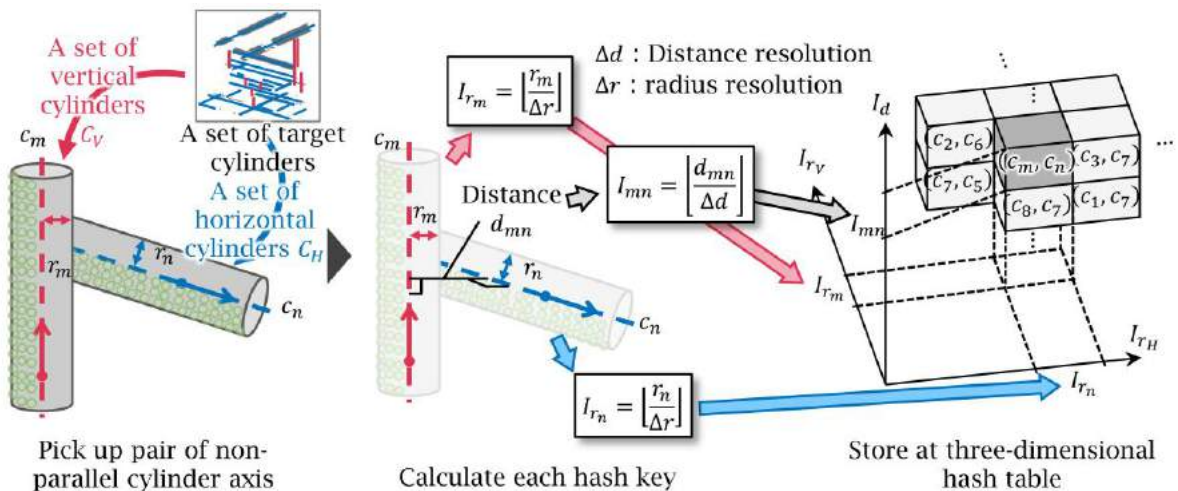 A set of
vertical
cylinders
C_V
c_m
A set of target
cylinders
A set of
horizontal
cylinders C_H
r_m
r_n
c_n
Pick up pair of non-
parallel cylinder axis
I_{r_m} = ⌊r_m/Δr⌋
Δd : Distance resolution
Δr : radius resolution
c_m
Distance
d_{mn}
r_m
r_n
c_n
I_{mn} = ⌊d_{mn}/Δd⌋
I_{r_n} = ⌊r_n/Δr⌋
Calculate each hash key
I_d
⋮
(c_2, c_6)
(c_m, c_n)
(c_3, c_7)
...
(c_7, c_5)
(c_8, c_7)
(c_1, c_7)
⋮
I_{r_V}
I_{mn}
I_{r_m}
I_{r_H}
I_{r_n}
Store at three-dimensional
hash table